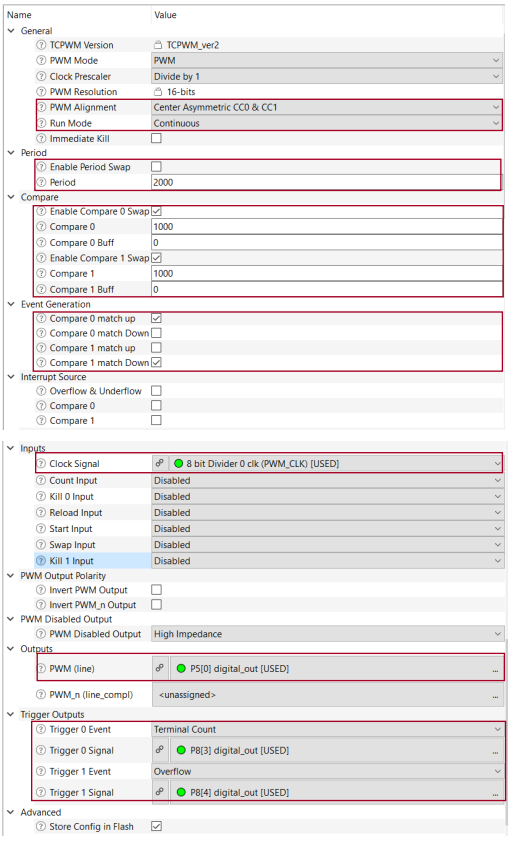 Name Value
General
TCPWM Version TCPWM_ver2
PWM Mode PWM
Clock Prescaler Divide by 1
PWM Resolution 16-bits
PWM Alignment Center Asymmetric CC0 & CC1
Run Mode Continuous
Immediate Kill
Period
Enable Period Swap
Period 2000
Compare
Enable Compare 0 Swap
Compare 0 1000
Compare 0 Buff 0
Enable Compare 1 Swap
Compare 1 1000
Compare 1 Buff 0
Event Generation
Compare 0 match up
Compare 0 match Down
Compare 1 match up
Compare 1 match Down
Interrupt Source
Overflow & Underflow
Compare 0
Compare 1
Inputs
Clock Signal 8 bit Divider 0 clk (PWM_CLK) [USED]
Count Input Disabled
Kill 0 Input Disabled
Reload Input Disabled
Start Input Disabled
Swap Input Disabled
Kill 1 Input Disabled
PWM Output Polarity
Invert PWM Output
Invert PWM_n Output
PWM Disabled Output
PWM Disabled Output High Impedance
Outputs
PWM (line) P5[0] digital_out [USED] ...
PWM_n (line_compl) <unassigned> ...
Trigger Outputs
Trigger 0 Event Terminal Count
Trigger 0 Signal P8[3] digital_out [USED] ...
Trigger 1 Event Overflow
Trigger 1 Signal P8[4] digital_out [USED] ...
Advanced
Store Config in Flash